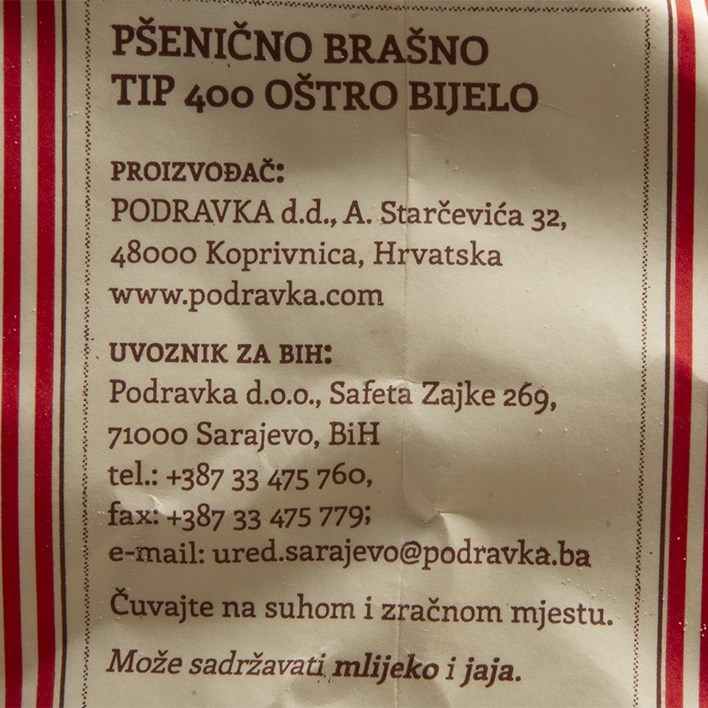 PŠENIČNO BRAŠNO
TIP 400 OŠTRO BIJELO
PROIZVOĐAČ:
PODRAVKA d.d., A. Starčevića 32,
48000 Koprivnica, Hrvatska
www.podravka.com
UVOZNIK ZA BIH:
Podravka d.o.o., Safeta Zajke 269,
71000 Sarajevo, BiH
tel.: +387 33 475 760,
fax: +387 33 475 779;
e-mail: ured.sarajevo@podravka.ba
Čuvajte na suhom i zračnom mjestu.
Može sadržavati mlijeko i jaja.